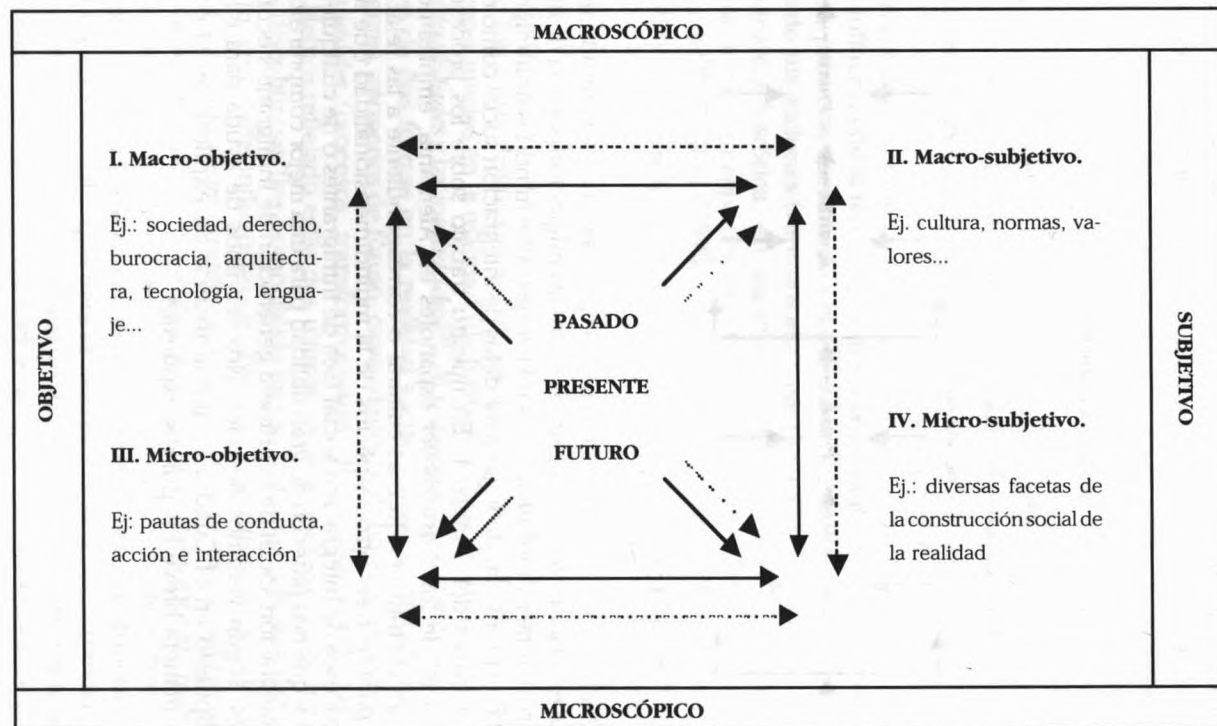 MACROSCÓPICO
OBJETIVO
I. Macro-objetivo.
Ej.: sociedad, derecho,
burocracia, arquitectu-
ra, tecnología, lengua-
je...
II. Macro-subjetivo.
Ej. cultura, normas, va-
lores...
PASADO
PRESENTE
FUTURO
III. Micro-objetivo.
Ej: pautas de conducta,
acción e interacción
IV. Micro-subjetivo.
Ej.: diversas facetas de
la construcción social de
la realidad
SUBJETIVO
MICROSCÓPICO